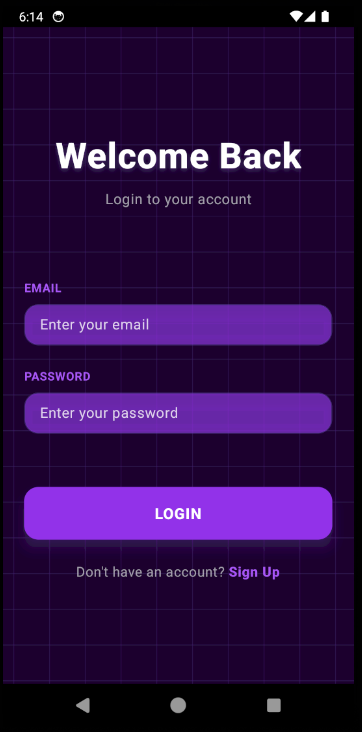 6:14
Welcome Back
Login to your account
EMAIL
Enter your email
PASSWORD
Enter your password
LOGIN
Don't have an account? Sign Up